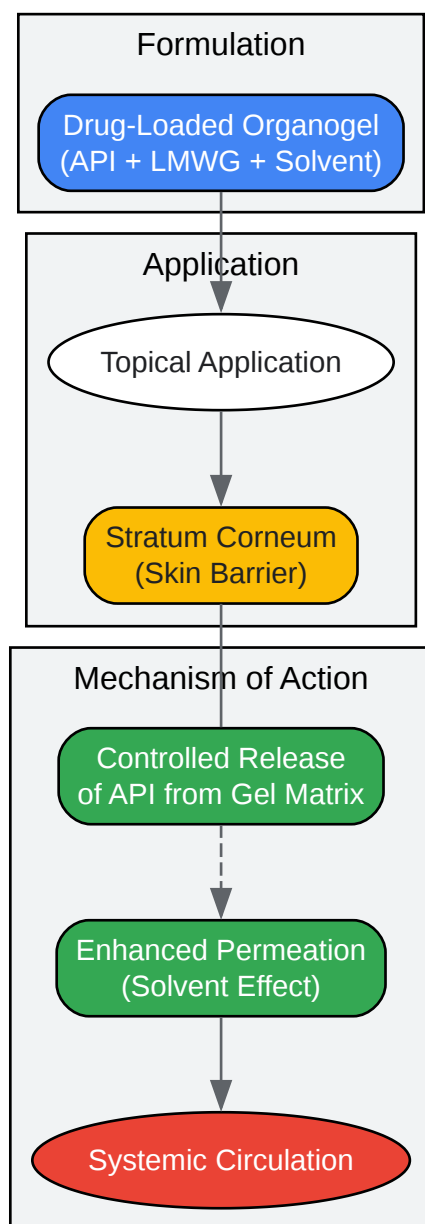 Formulation
Drug-Loaded Organogel
(API + LMWG + Solvent)
Application
Topical Application
Stratum Corneum
(Skin Barrier)
Mechanism of Action
Controlled Release
of API from Gel Matrix
Enhanced Permeation
(Solvent Effect)
Systemic Circulation